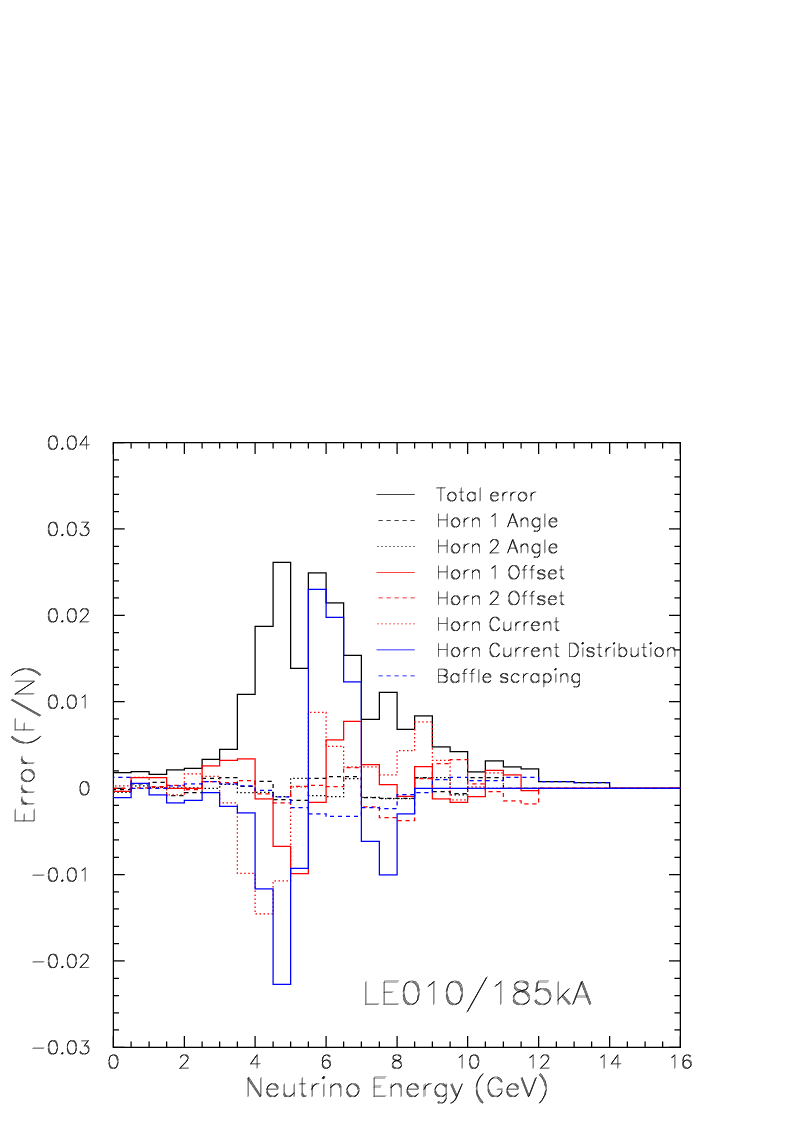 0.04
0.03
0.02
0.01
0
−0.01
−0.02
−0.03
Error (F/N)
Total error
Horn 1 Angle
Horn 2 Angle
Horn 1 Offset
Horn 2 Offset
Horn Current
Horn Current Distribution
Baffle scraping
LE010/185kA
0 2 4 6 8 10 12 14 16
Neutrino Energy (GeV)